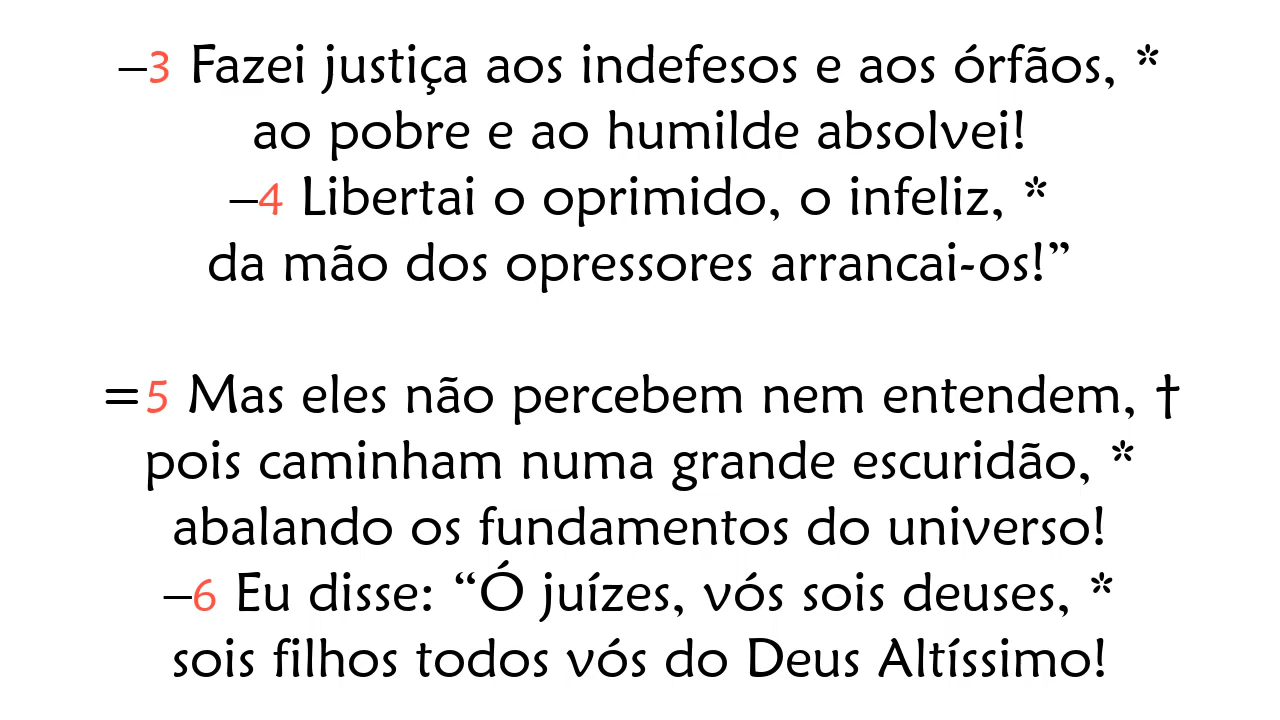 –3 Fazei justiça aos indefesos e aos órfãos, *
ao pobre e ao humilde absolvei!
–4 Libertai o oprimido, o infeliz, *
da mão dos opressores arrancai-os!”
=5 Mas eles não percebem nem entendem, †
pois caminham numa grande escuridão, *
abalando os fundamentos do universo!
–6 Eu disse: “Ó juízes, vós sois deuses, *
sois filhos todos vós do Deus Altíssimo!